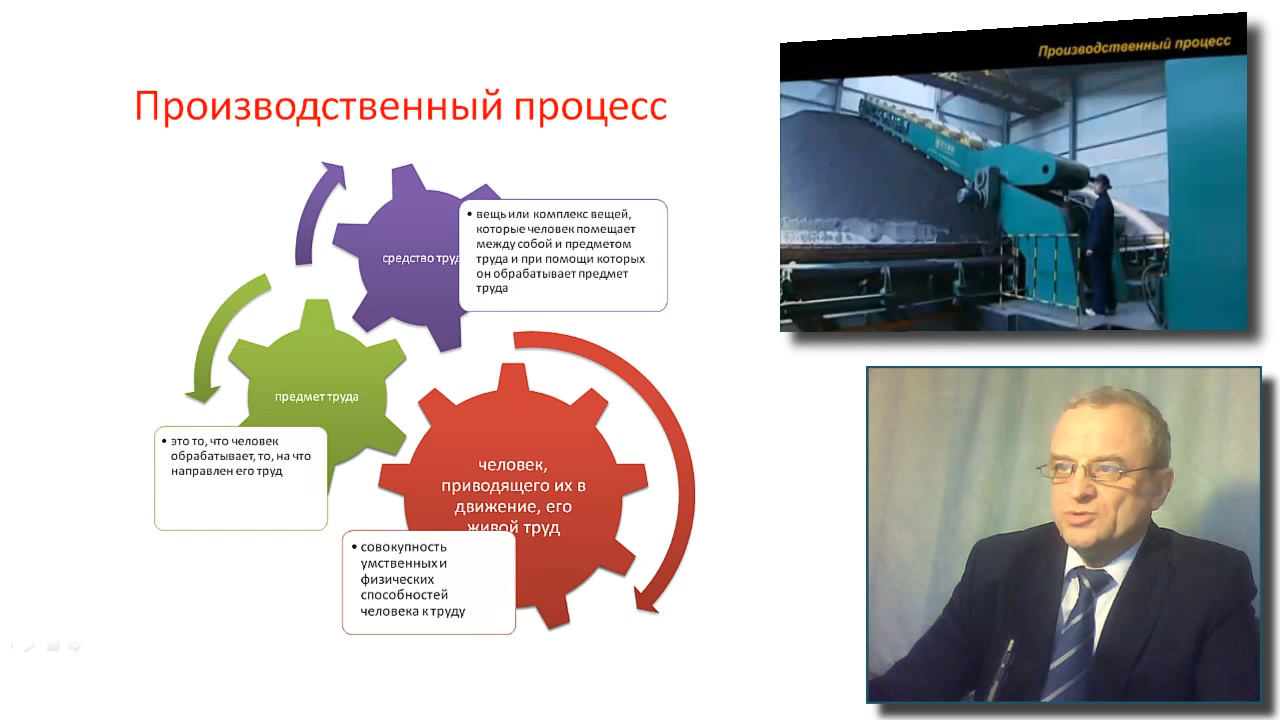 Производственный процесс
Производственный процесс
средство труд
вещь или комплекс вещей,
которые человек помещает
между собой и предметом
труда и при помощи которых
он обрабатывает предмет
труда
предмет труда
это то, что человек
обрабатывает, то, на что
направлен его труд
человек,
приводящего их в
движение, его
живой труд
совокупность
умственных и
физических
способностей
человека к труду